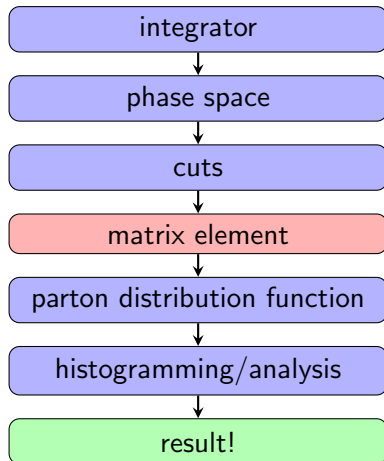 integrator
phase space
cuts
matrix element
parton distribution function
histogramming/analysis
result!